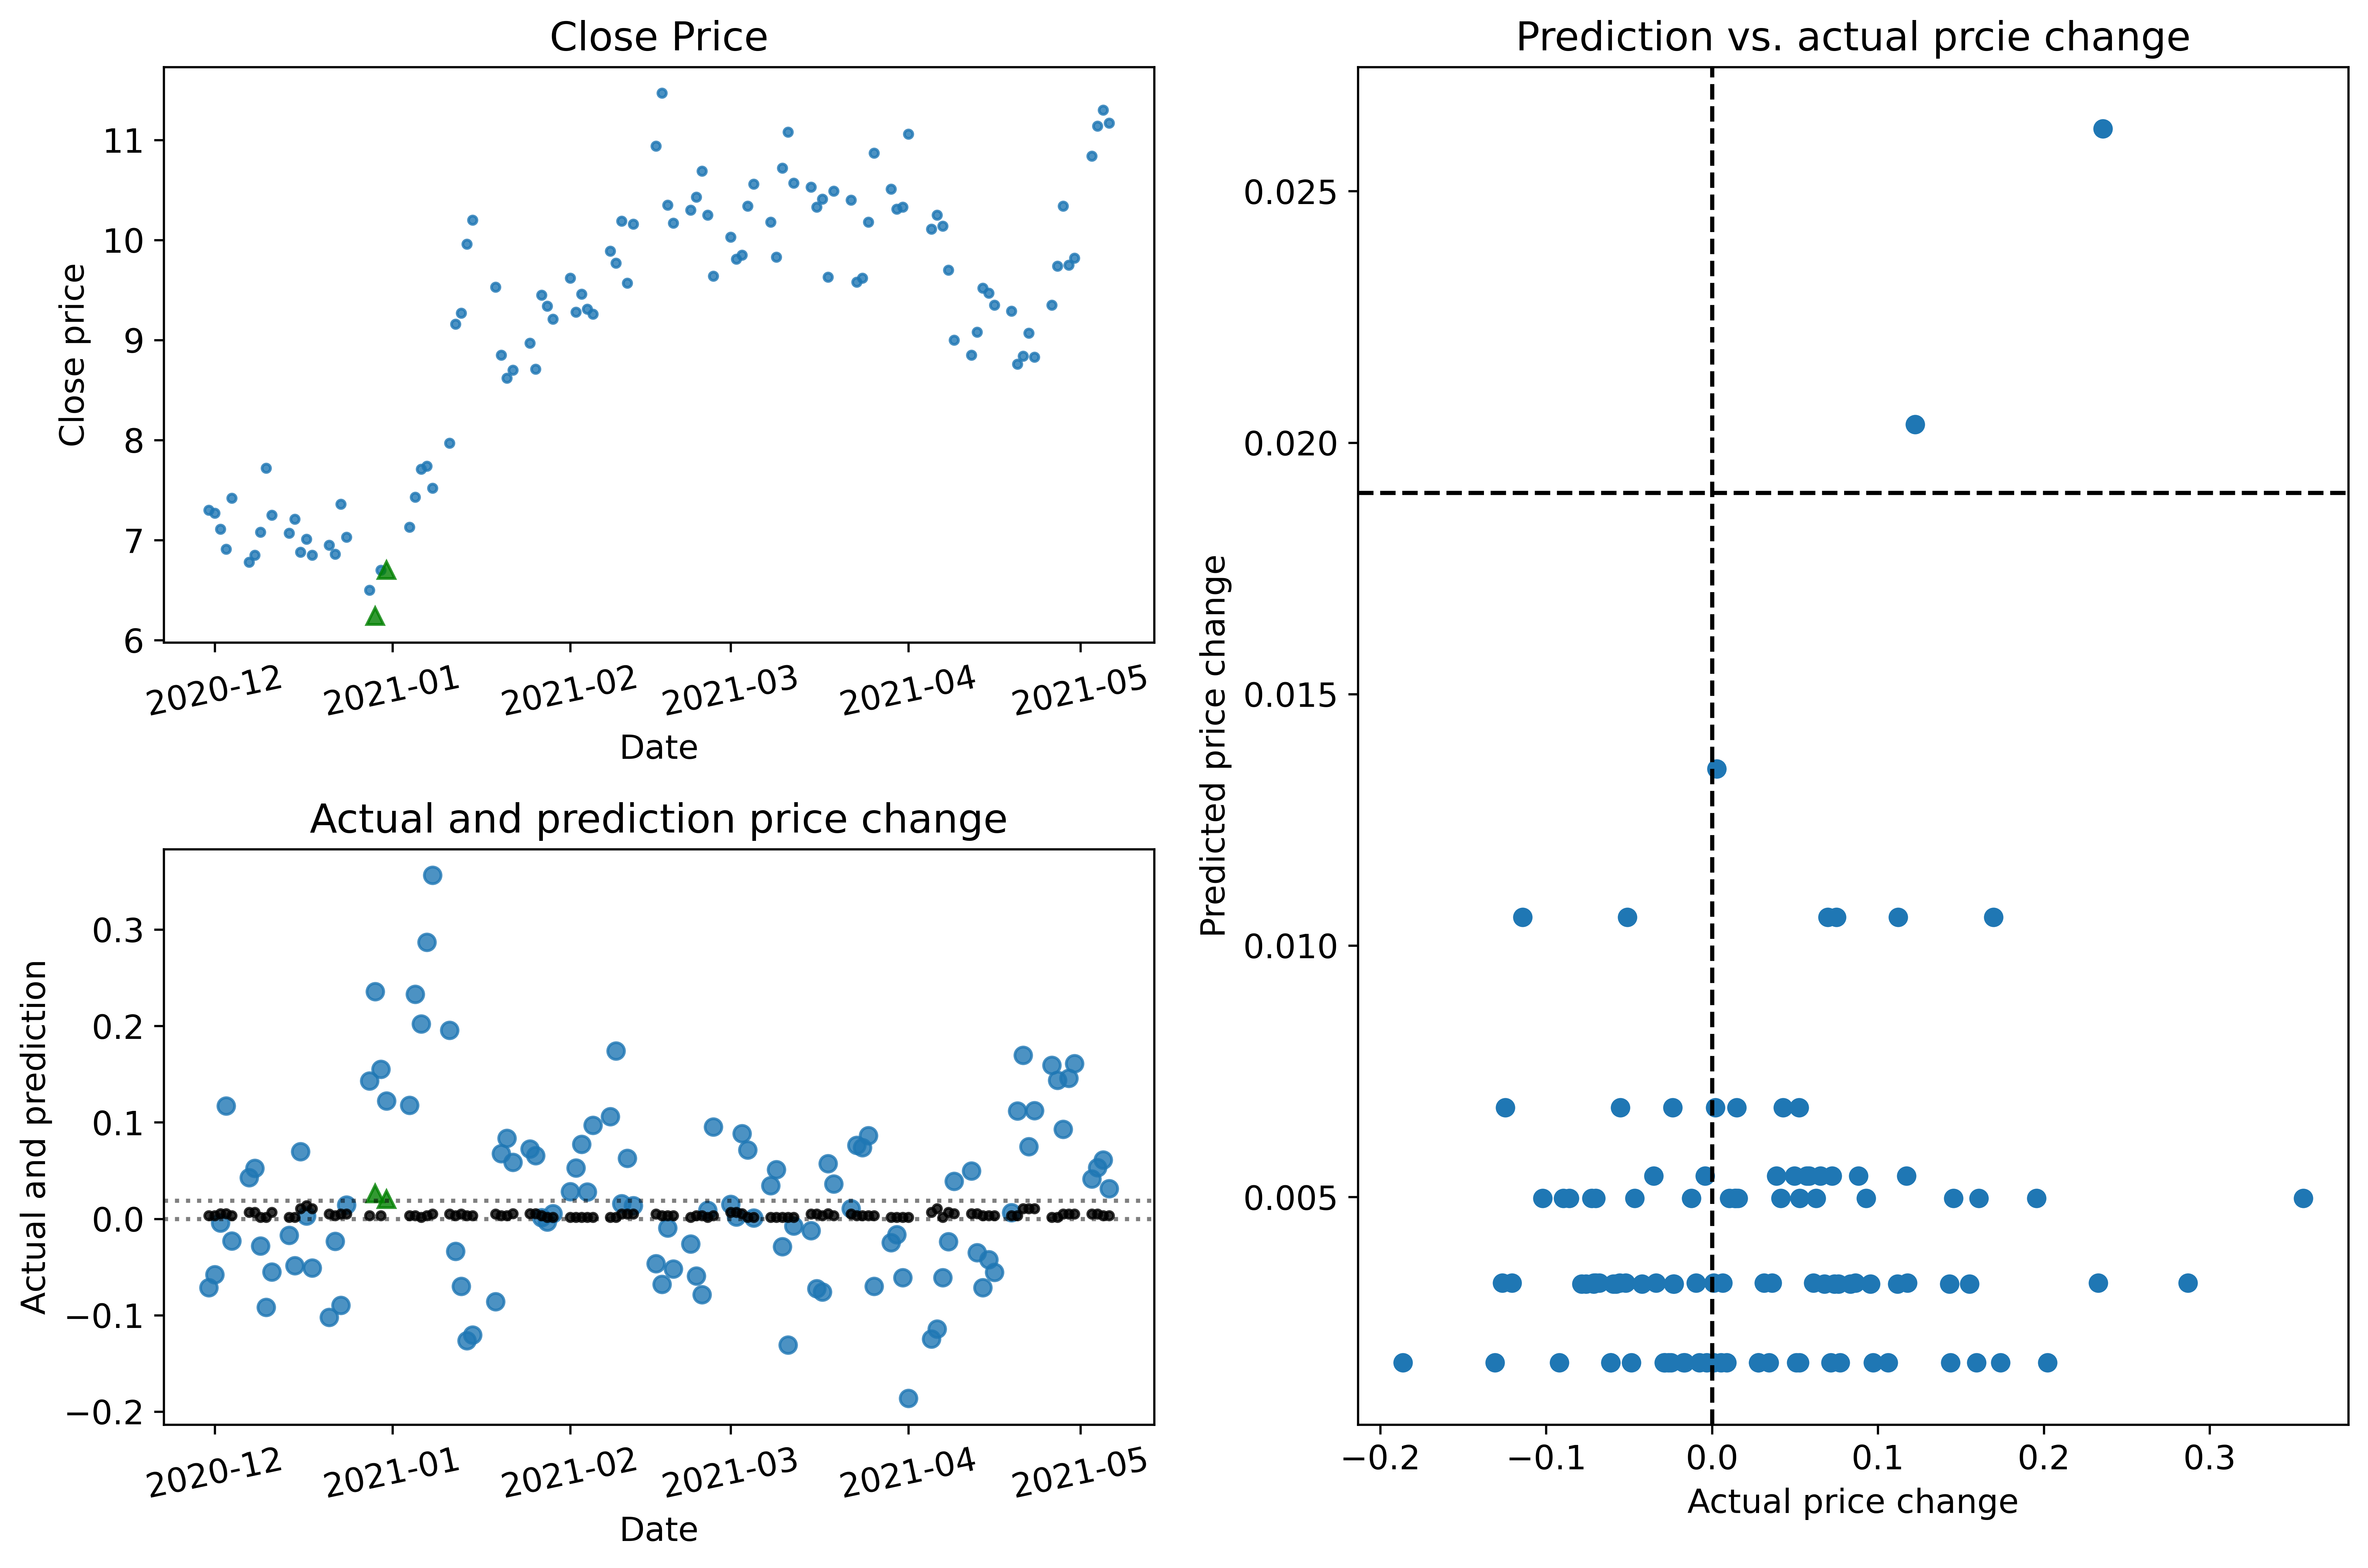 Close Price
Close price
11
10
9
8
7
6
2020-12 2021-01 2021-02 2021-03 2021-04 2021-05
Date
Actual and prediction price change
Actual and prediction
0.3
0.2
0.1
0.0
−0.1
−0.2
2020-12 2021-01 2021-02 2021-03 2021-04 2021-05
Date
Prediction vs. actual prcie change
Predicted price change
0.025
0.020
0.015
0.010
0.005
−0.2 −0.1 0.0 0.1 0.2 0.3
Actual price change